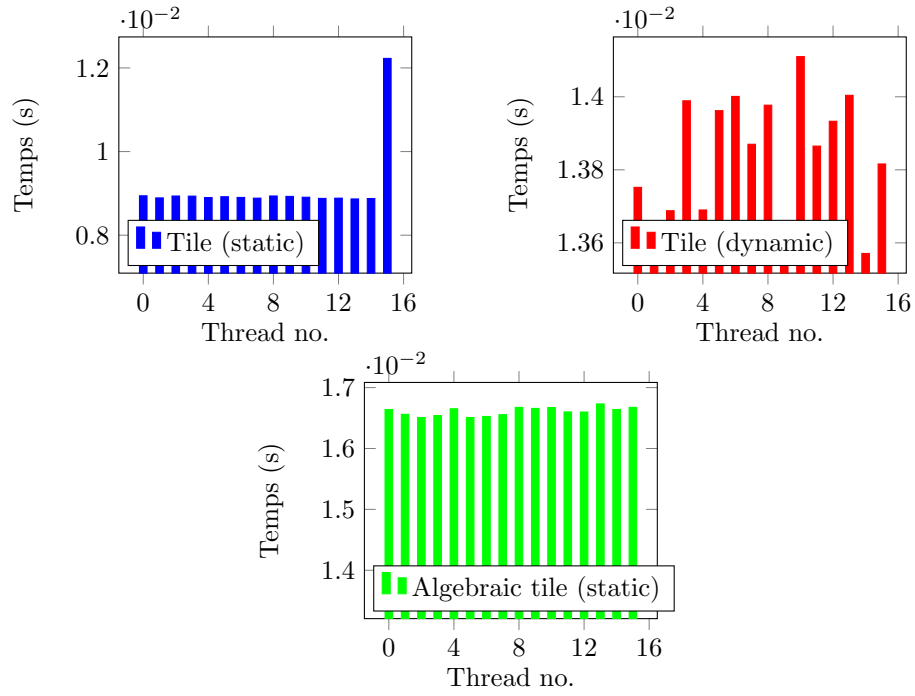 ·10⁻²
1.2
1
0.8
Temps (s)
Tile (static)
0 4 8 12 16
Thread no.
·10⁻²
1.4
1.38
1.36
Temps (s)
Tile (dynamic)
0 4 8 12 16
Thread no.
·10⁻²
1.7
1.6
1.5
1.4
Temps (s)
Algebraic tile (static)
0 4 8 12 16
Thread no.